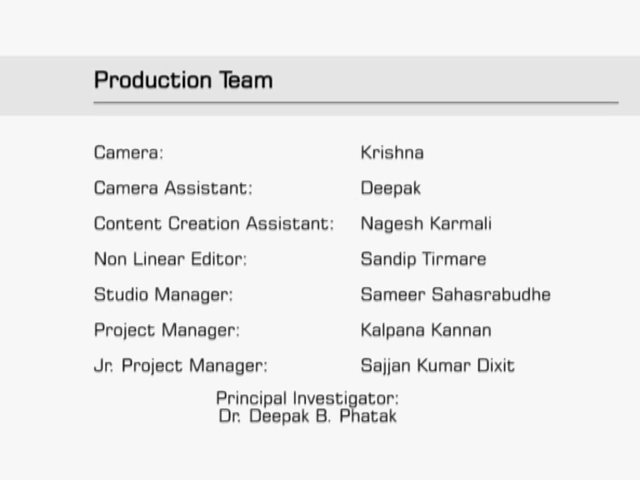 Production Team
Camera: Krishna
Camera Assistant: Deepak
Content Creation Assistant: Nagesh Karmali
Non Linear Editor: Sandip Tirmare
Studio Manager: Sameer Sahasrabudhe
Project Manager: Kalpana Kannan
Jr. Project Manager: Sajjan Kumar Dixit
Principal Investigator:
Dr. Deepak B. Phatak